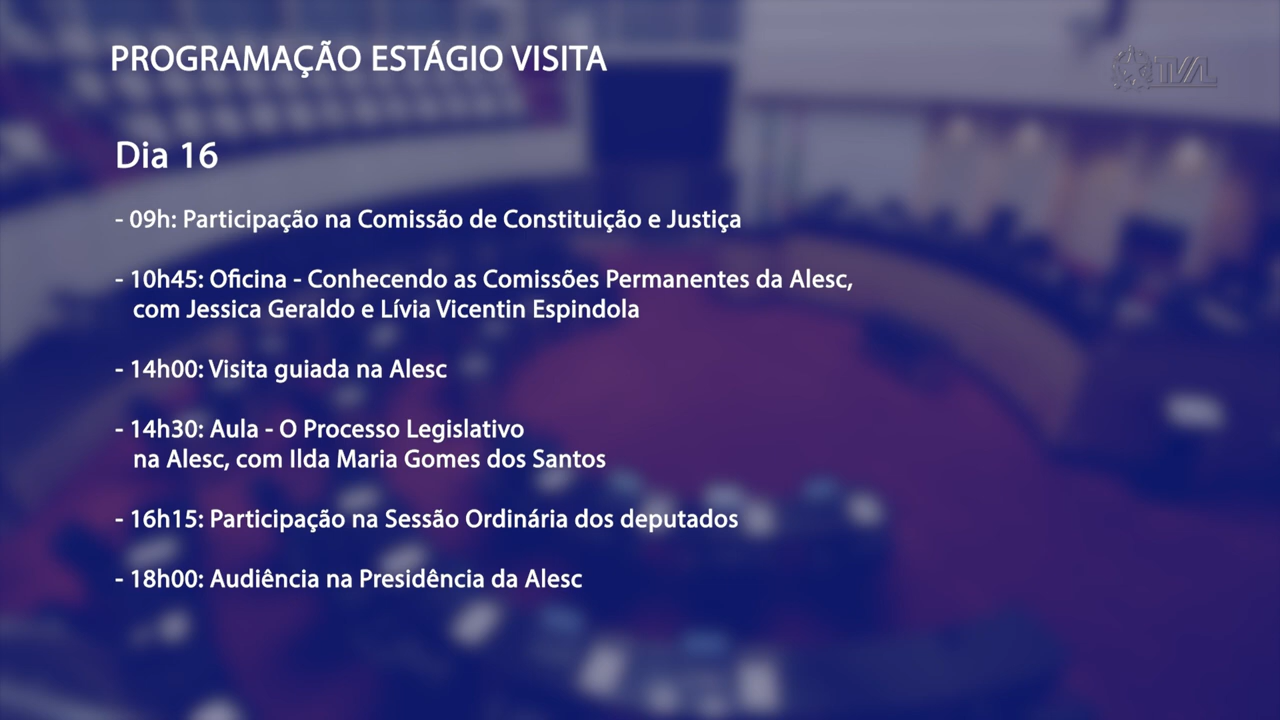 PROGRAMAÇÃO ESTÁGIO VISITA
TVAL
Dia 16
- 09h: Participação na Comissão de Constituição e Justiça
- 10h45: Oficina - Conhecendo as Comissões Permanentes da Alesc,
com Jessica Geraldo e Lívia Vicentin Espindola
- 14h00: Visita guiada na Alesc
- 14h30: Aula - O Processo Legislativo
na Alesc, com Ilda Maria Gomes dos Santos
- 16h15: Participação na Sessão Ordinária dos deputados
- 18h00: Audiência na Presidência da Alesc